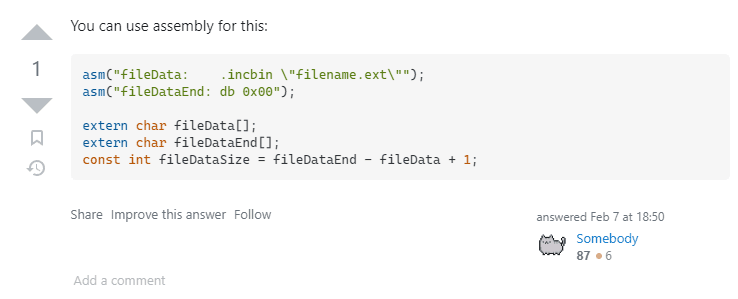 You can use assembly for this:
1
asm("fileData:    .incbin \"filename.ext\"");
asm("fileDataEnd: db 0x00");
extern char fileData[];
extern char fileDataEnd[];
const int fileDataSize = fileDataEnd - fileData + 1;
Share Improve this answer Follow
answered Feb 7 at 18:50
Somebody
87 6
Add a comment